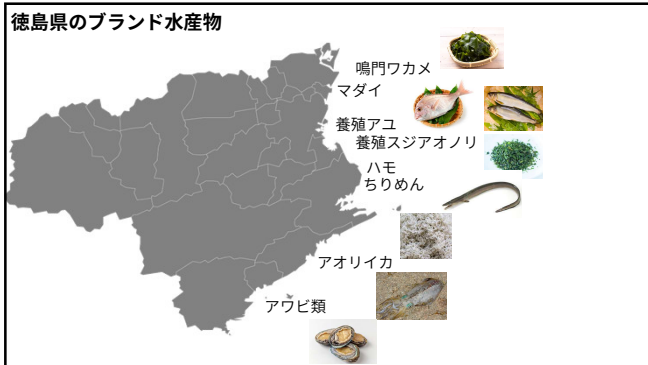 徳島県のブランド水産物
鳴門ワカメ
マダイ
養殖アユ
養殖スジアオノリ
ハモ
ちりめん
アオリイカ
アワビ類